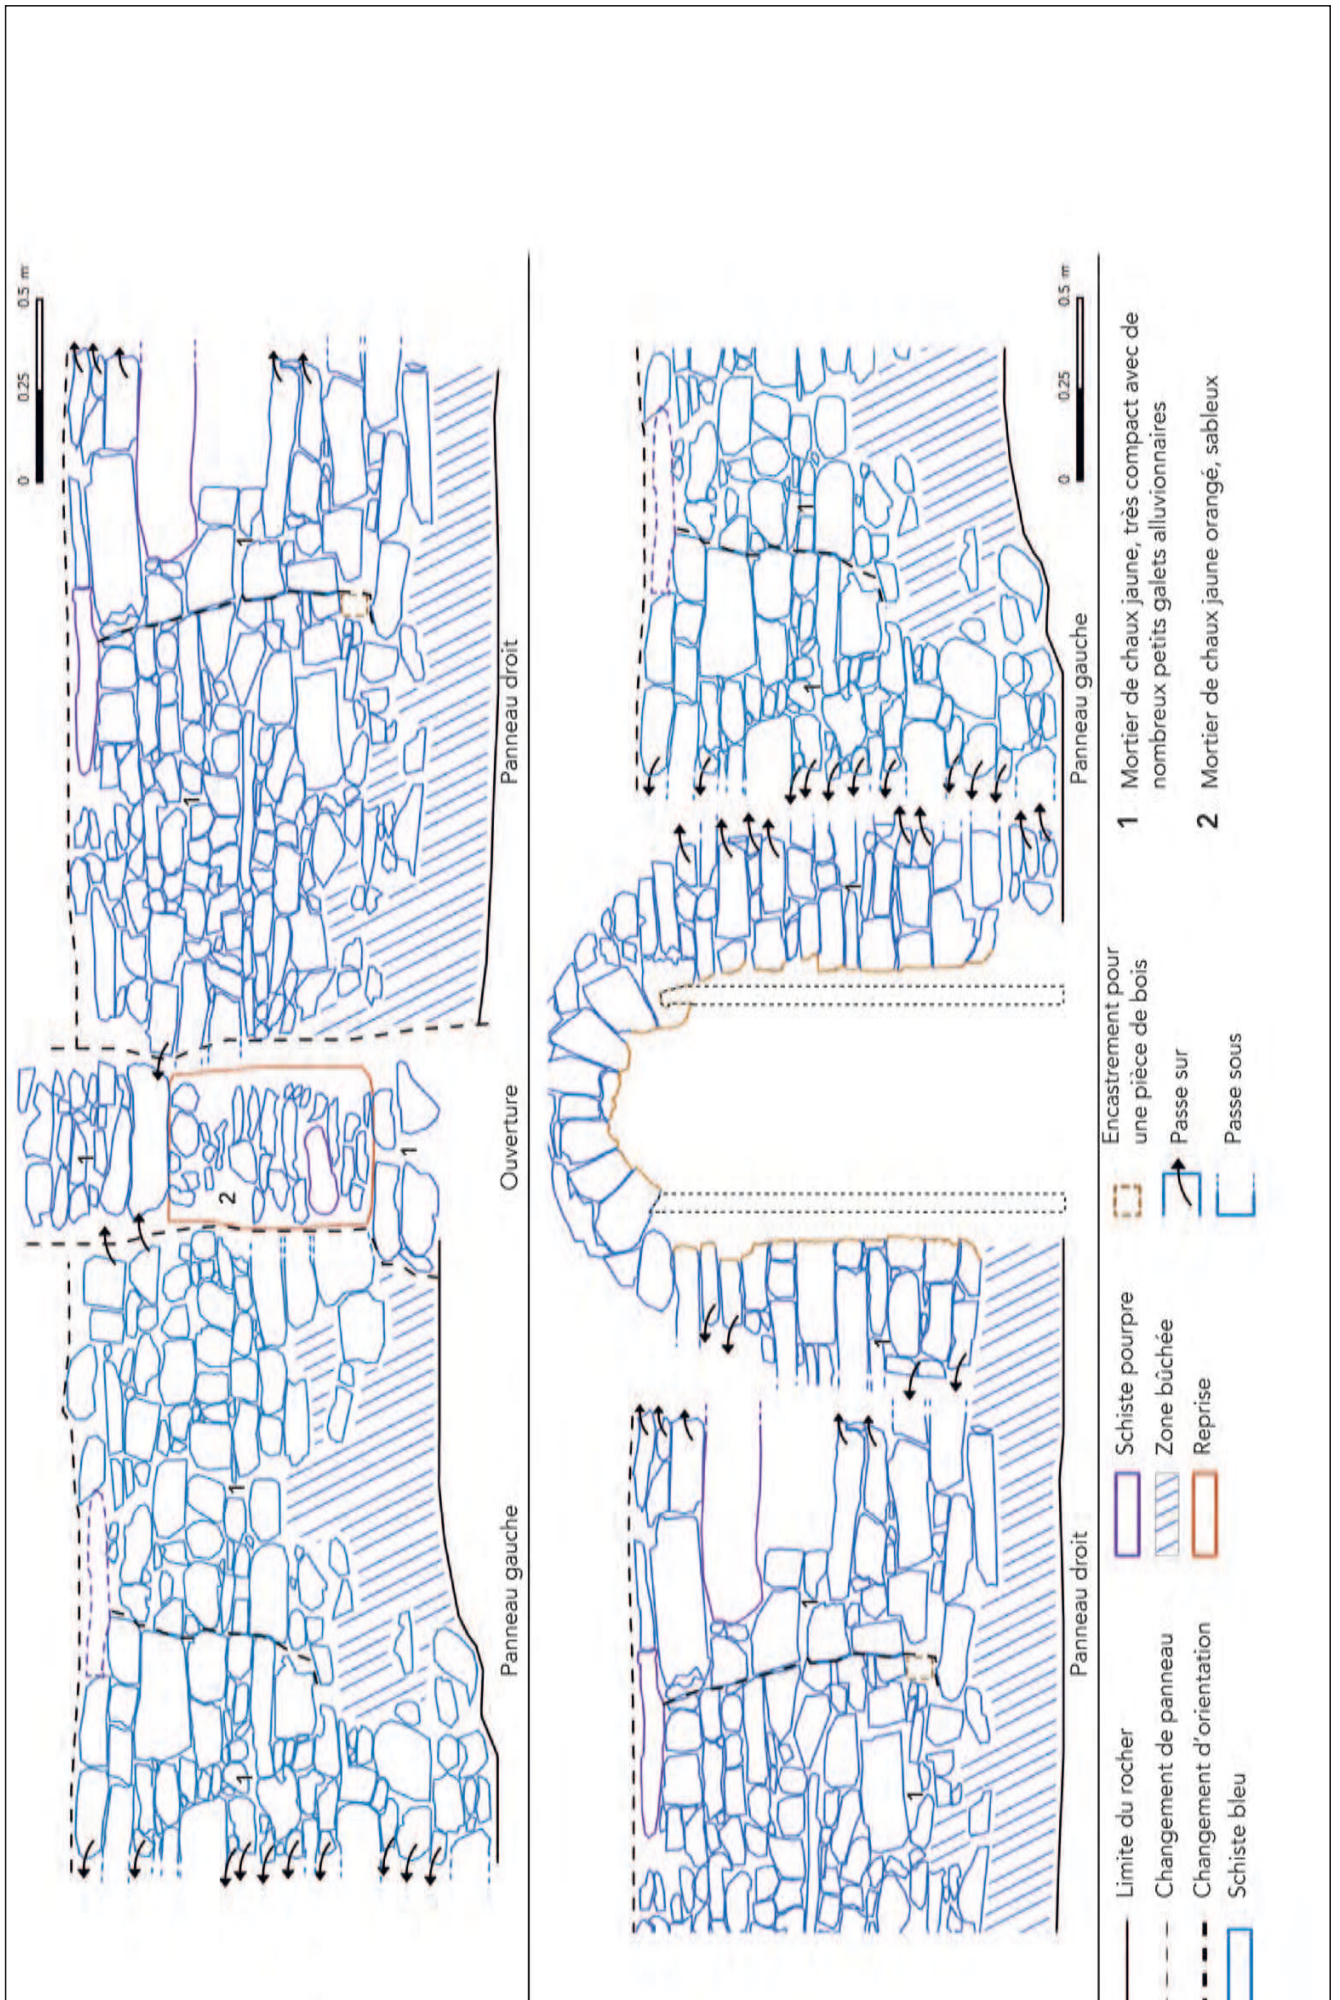 0 0.25 0.5 m
1
1
1
1
2
1
1
1
Panneau gauche
Ouverture
Panneau droit
0 0.25 0.5 m
1
1
1
1
1
1
Panneau droit
Panneau gauche
Limite du rocher
Changement de panneau
Changement d'orientation
Schiste bleu
Schiste pourpre
Zone bûchée
Reprise
Encastrement pour
une pièce de bois
Passe sur
Passe sous
1 Mortier de chaux jaune, très compact avec de
nombreux petits galets alluvionnaires
2 Mortier de chaux jaune orangé, sableux